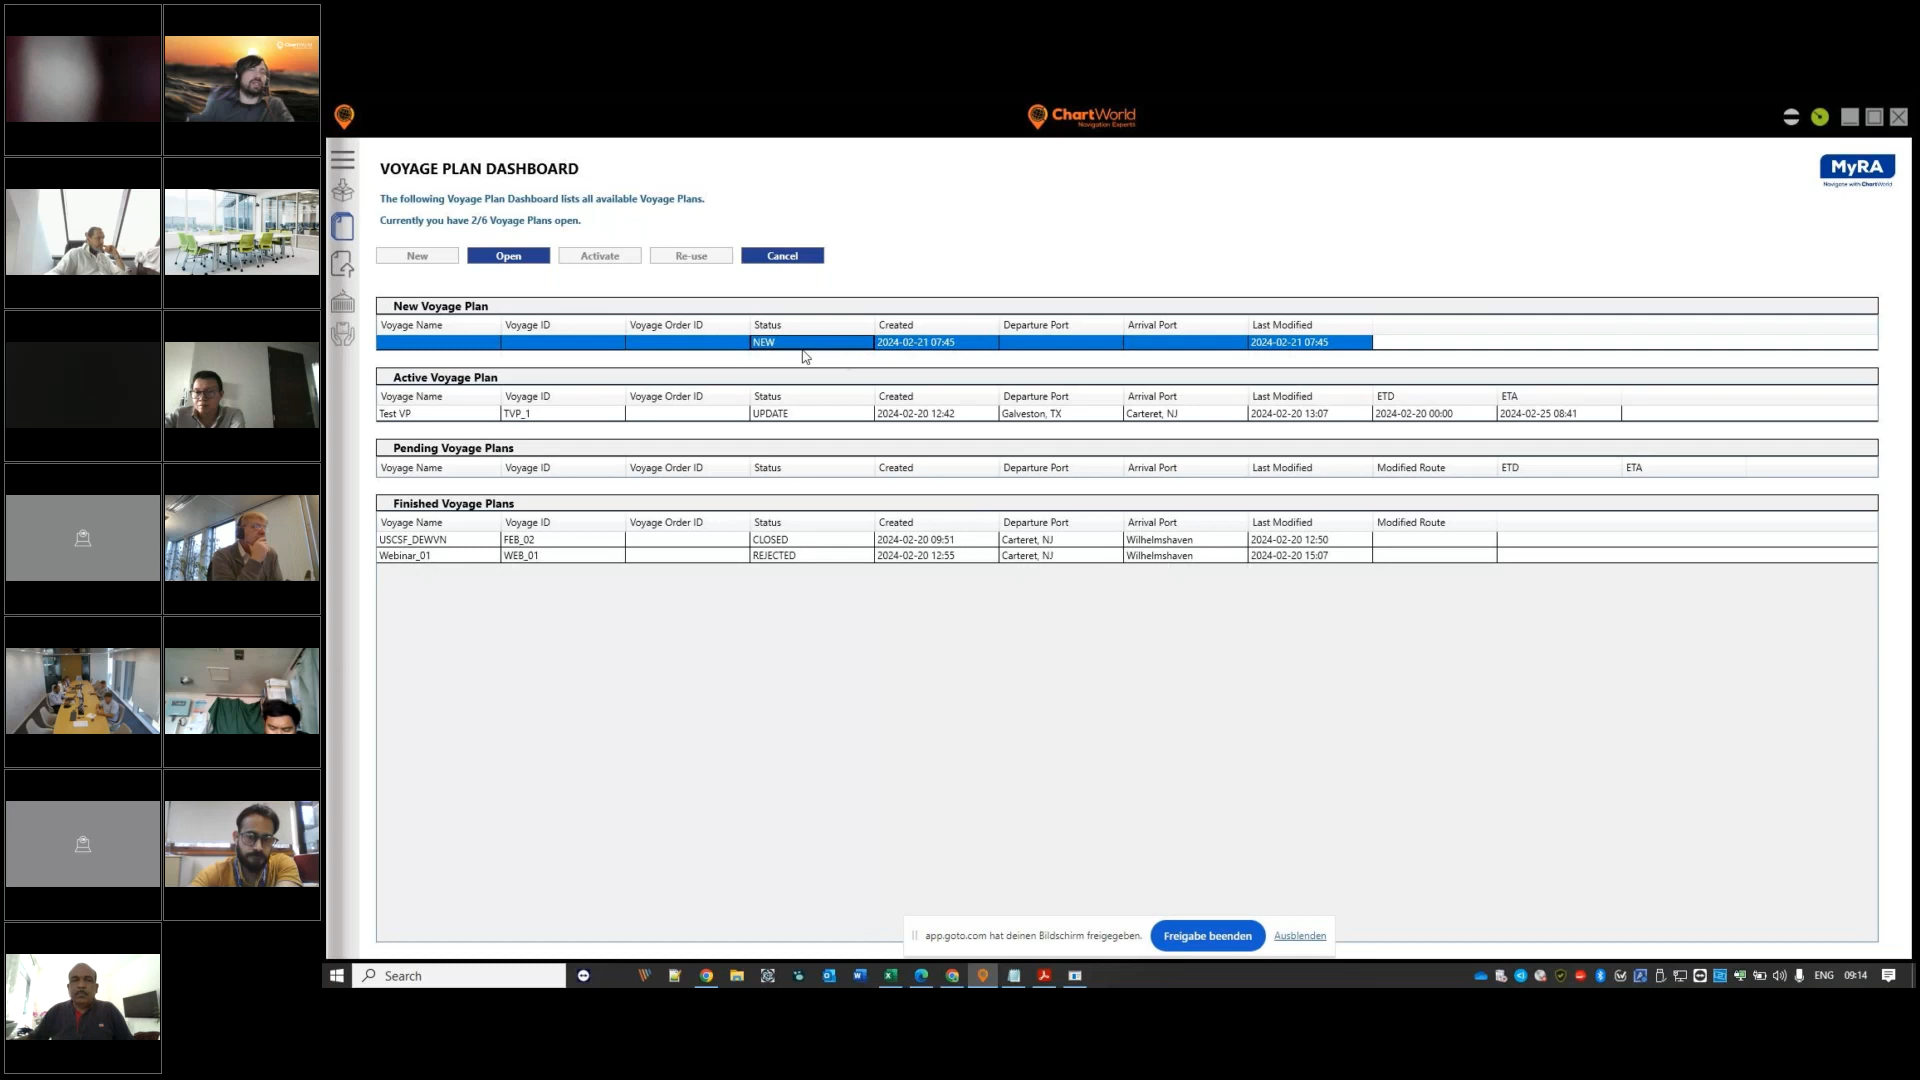 ChartWorld
ChartWorld
Navigation Experts
VOYAGE PLAN DASHBOARD
MyRA
Navigate with ChartWorld
The following Voyage Plan Dashboard lists all available Voyage Plans.
Currently you have 2/6 Voyage Plans open.
New Open Activate Re-use Cancel
New Voyage Plan
Voyage Name Voyage ID Voyage Order ID Status Created Departure Port Arrival Port Last Modified
NEW 2024-02-21 07:45 2024-02-21 07:45
Active Voyage Plan
Voyage Name Voyage ID Voyage Order ID Status Created Departure Port Arrival Port Last Modified ETD ETA
Test VP TVP_1 UPDATE 2024-02-20 12:42 Galveston, TX Carteret, NJ 2024-02-20 13:07 2024-02-20 00:00 2024-02-25 08:41
Pending Voyage Plans
Voyage Name Voyage ID Voyage Order ID Status Created Departure Port Arrival Port Last Modified Modified Route ETD ETA
Finished Voyage Plans
Voyage Name Voyage ID Voyage Order ID Status Created Departure Port Arrival Port Last Modified Modified Route
USCSF_DEWVN FEB_02 CLOSED 2024-02-20 09:51 Carteret, NJ Wilhelmshaven 2024-02-20 12:50
Webinar_01 WEB_01 REJECTED 2024-02-20 12:55 Carteret, NJ Wilhelmshaven 2024-02-20 15:07
app.goto.com hat deinen Bildschirm freigegeben. Freigabe beenden Ausblenden
Search ENG 09:14